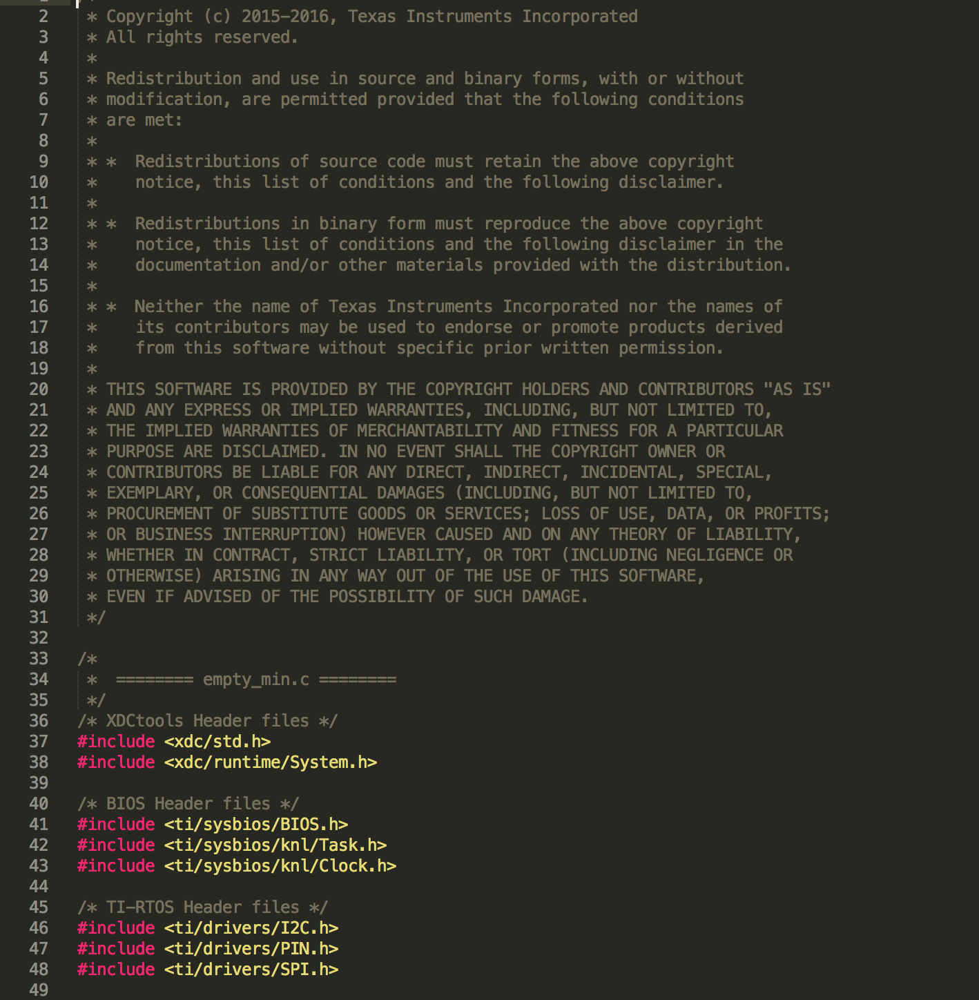 1 /*
2 * Copyright (c) 2015-2016, Texas Instruments Incorporated
3 * All rights reserved.
4 *
5 * Redistribution and use in source and binary forms, with or without
6 * modification, are permitted provided that the following conditions
7 * are met:
8 *
9 * *  Redistributions of source code must retain the above copyright
10 *    notice, this list of conditions and the following disclaimer.
11 *
12 * *  Redistributions in binary form must reproduce the above copyright
13 *    notice, this list of conditions and the following disclaimer in the
14 *    documentation and/or other materials provided with the distribution.
15 *
16 * *  Neither the name of Texas Instruments Incorporated nor the names of
17 *    its contributors may be used to endorse or promote products derived
18 *    from this software without specific prior written permission.
19 *
20 * THIS SOFTWARE IS PROVIDED BY THE COPYRIGHT HOLDERS AND CONTRIBUTORS "AS IS"
21 * AND ANY EXPRESS OR IMPLIED WARRANTIES, INCLUDING, BUT NOT LIMITED TO,
22 * THE IMPLIED WARRANTIES OF MERCHANTABILITY AND FITNESS FOR A PARTICULAR
23 * PURPOSE ARE DISCLAIMED. IN NO EVENT SHALL THE COPYRIGHT OWNER OR
24 * CONTRIBUTORS BE LIABLE FOR ANY DIRECT, INDIRECT, INCIDENTAL, SPECIAL,
25 * EXEMPLARY, OR CONSEQUENTIAL DAMAGES (INCLUDING, BUT NOT LIMITED TO,
26 * PROCUREMENT OF SUBSTITUTE GOODS OR SERVICES; LOSS OF USE, DATA, OR PROFITS;
27 * OR BUSINESS INTERRUPTION) HOWEVER CAUSED AND ON ANY THEORY OF LIABILITY,
28 * WHETHER IN CONTRACT, STRICT LIABILITY, OR TORT (INCLUDING NEGLIGENCE OR
29 * OTHERWISE) ARISING IN ANY WAY OUT OF THE USE OF THIS SOFTWARE,
30 * EVEN IF ADVISED OF THE POSSIBILITY OF SUCH DAMAGE.
31 */
32
33 /*
34 *  ======== empty_min.c ========
35 */
36 /* XDCtools Header files */
37 #include <xdc/std.h>
38 #include <xdc/runtime/System.h>
39
40 /* BIOS Header files */
41 #include <ti/sysbios/BIOS.h>
42 #include <ti/sysbios/knl/Task.h>
43 #include <ti/sysbios/knl/Clock.h>
44
45 /* TI-RTOS Header files */
46 #include <ti/drivers/I2C.h>
47 #include <ti/drivers/PIN.h>
48 #include <ti/drivers/SPI.h>
49